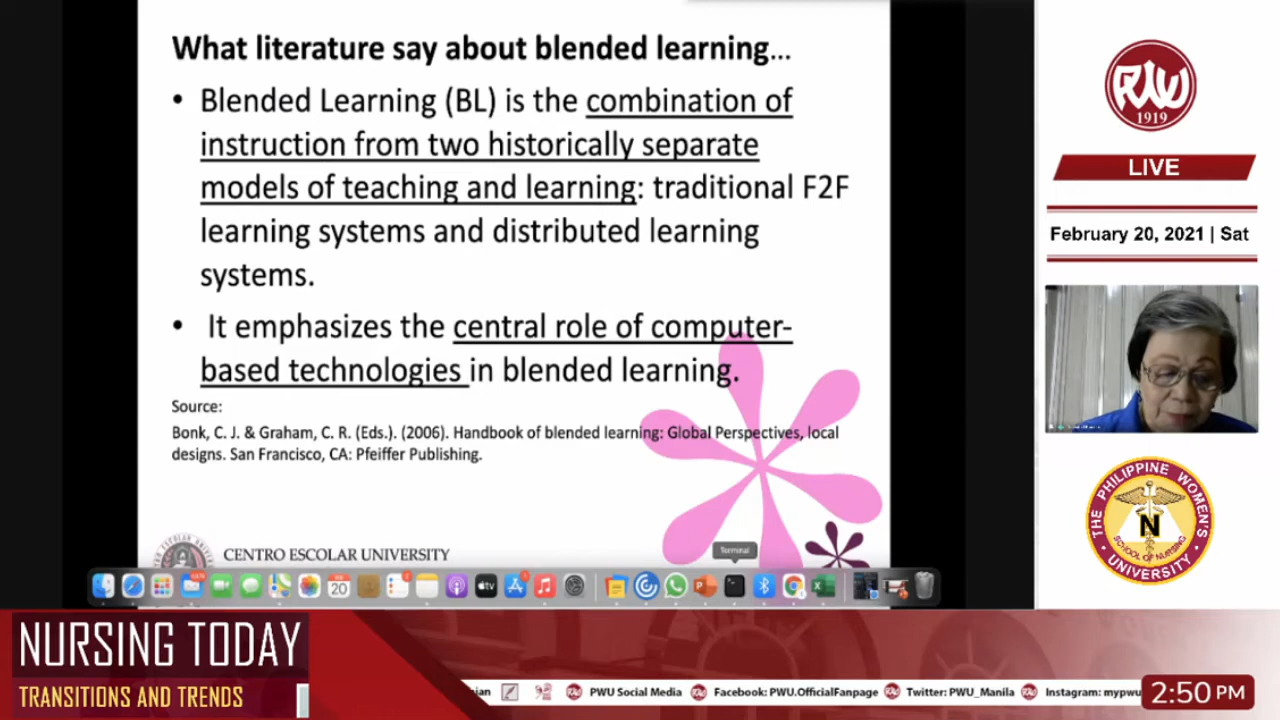 What literature say about blended learning...
• Blended Learning (BL) is the combination of
instruction from two historically separate
models of teaching and learning: traditional F2F
learning systems and distributed learning
systems.
• It emphasizes the central role of computer-
based technologies in blended learning.
Source:
Bonk, C. J. & Graham, C. R. (Eds.). (2006). Handbook of blended learning: Global Perspectives, local
designs. San Francisco, CA: Pfeiffer Publishing.
CENTRO ESCOLAR UNIVERSITY
Terminal
20
PWU
1919
LIVE
February 20, 2021 | Sat
THE PHILIPPINE WOMEN'S
N
SCHOOL OF NURSING
UNIVERSITY
NURSING TODAY
TRANSITIONS AND TRENDS
nian PWU Social Media Facebook: PWU.OfficialFanpage Twitter: PWU_Manila Instagram: mypwu
2:50 PM